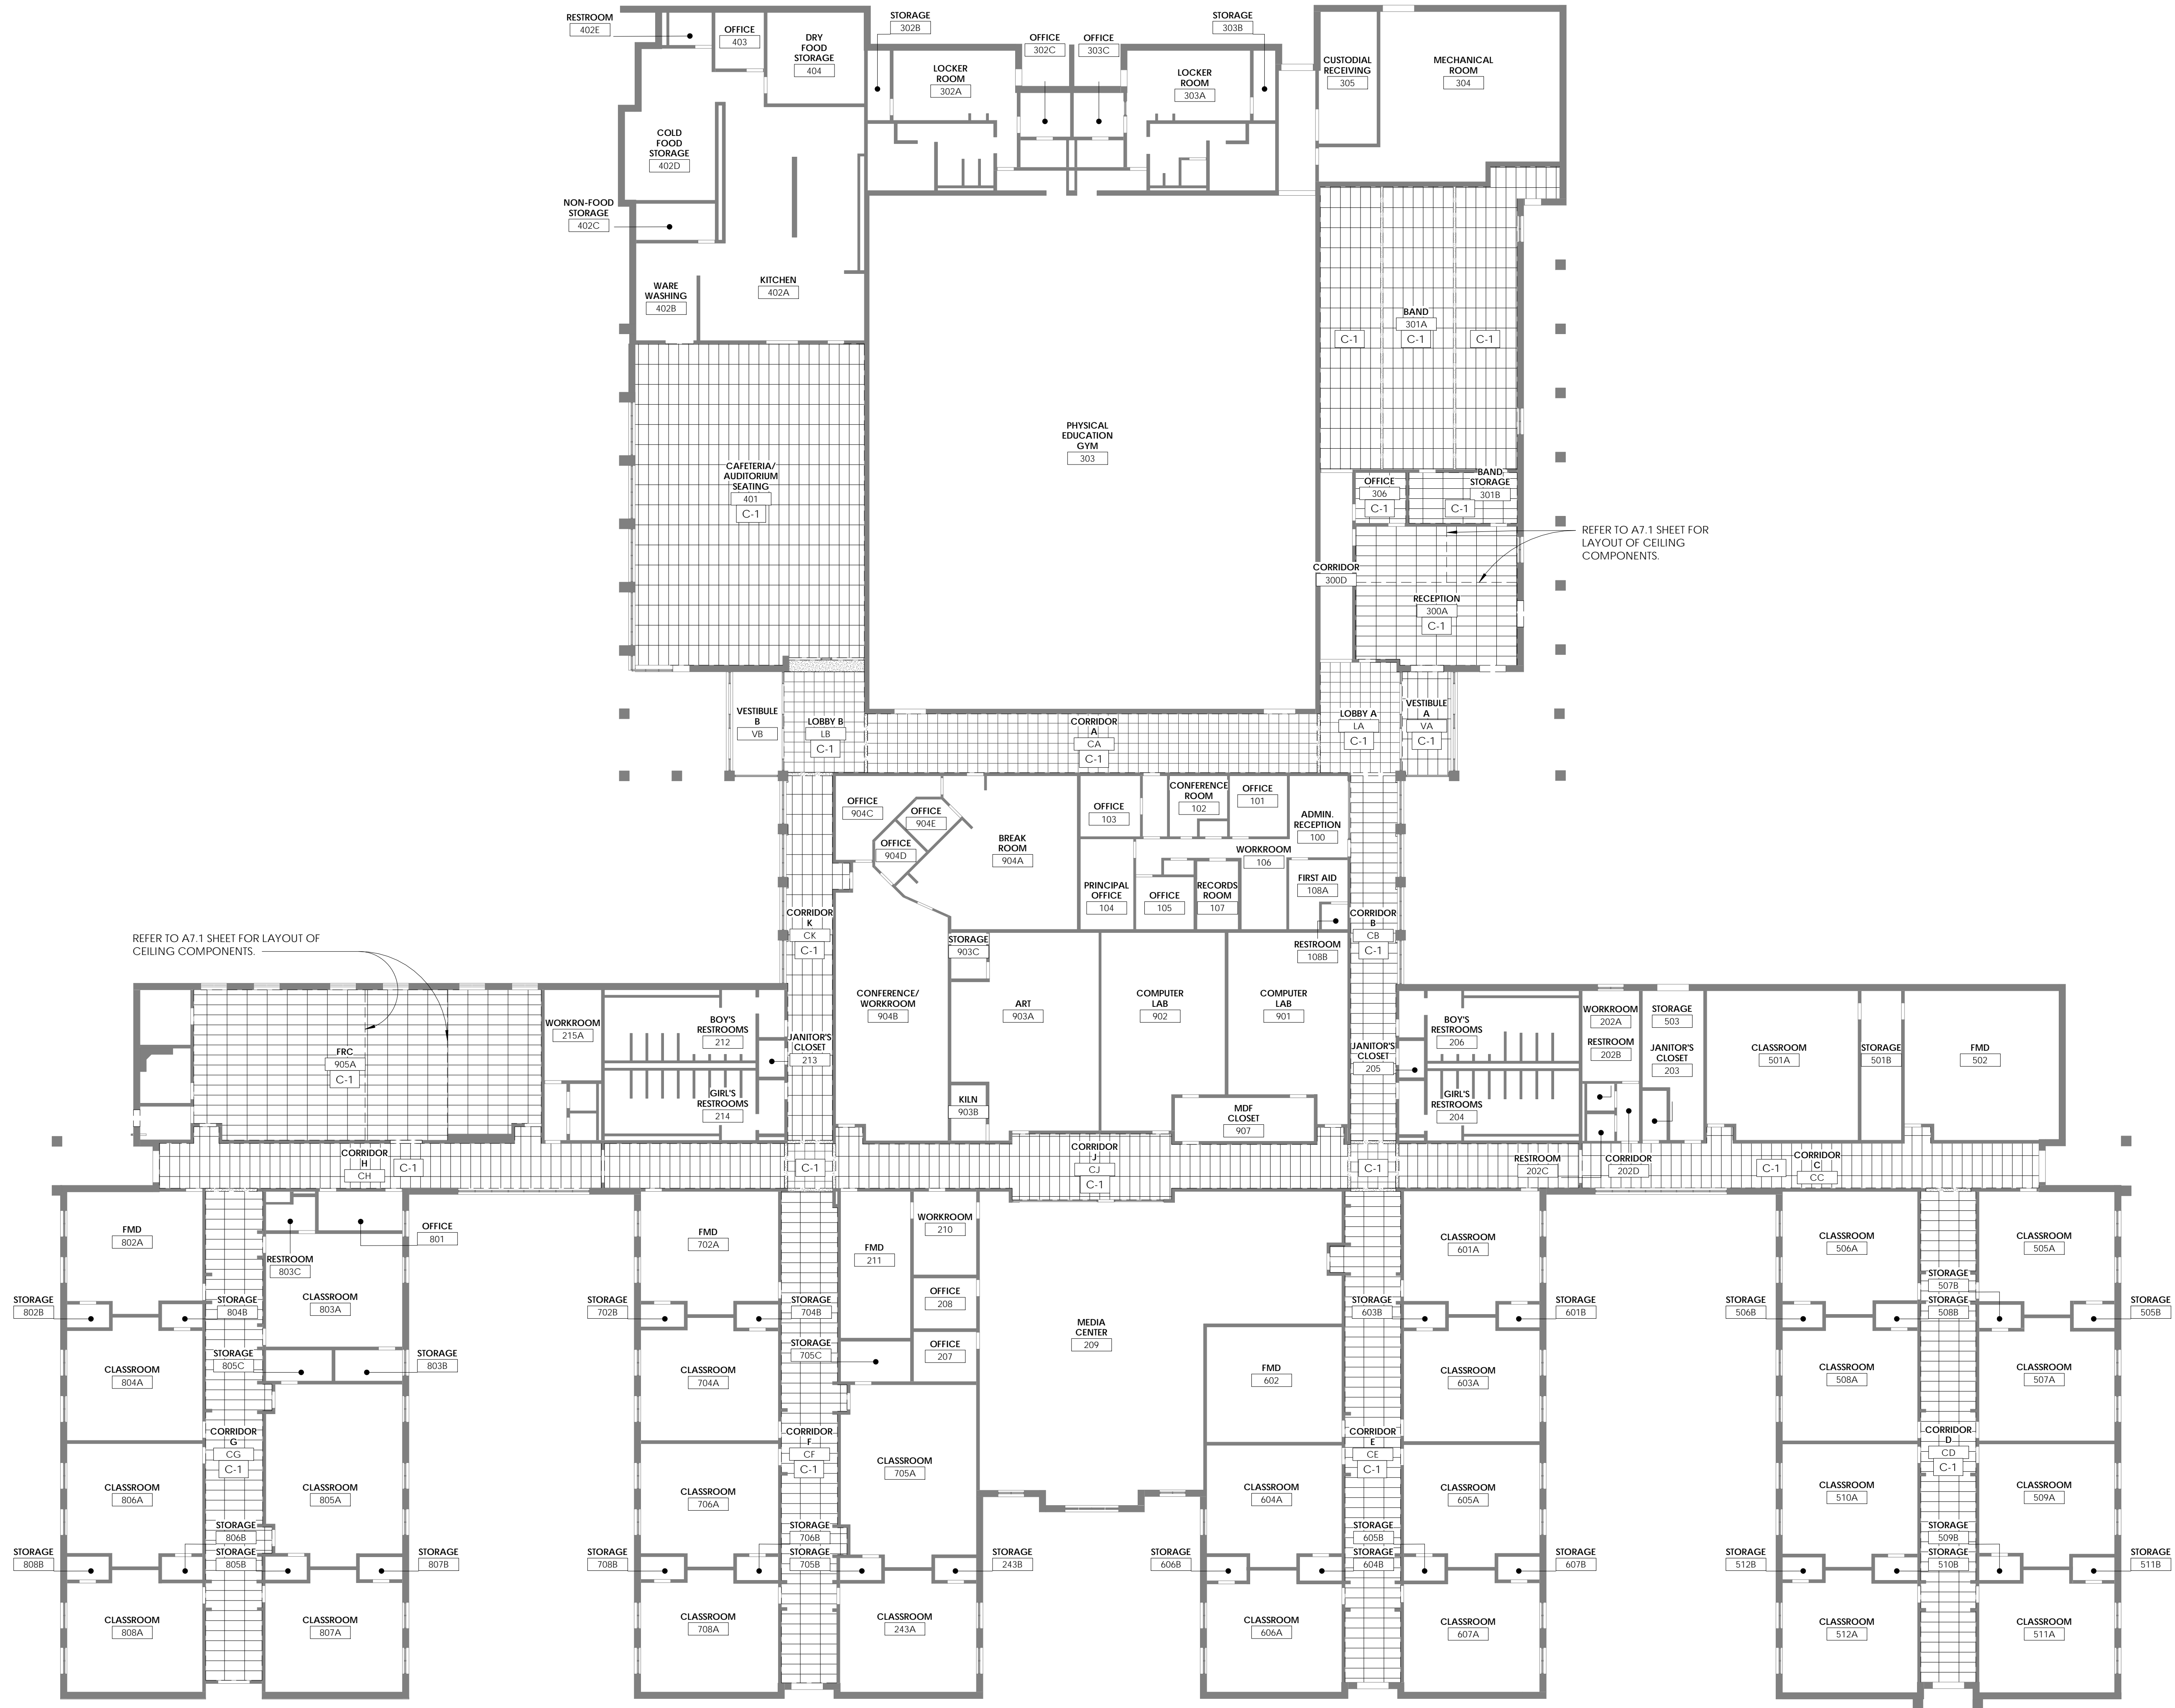 RESTROOM
402E
OFFICE
403
DRY
FOOD
STORAGE
404
STORAGE
302B
OFFICE
302C
OFFICE
303C
STORAGE
303B
LOCKER
ROOM
302A
LOCKER
ROOM
303A
CUSTODIAL
RECEIVING
305
MECHANICAL
ROOM
304
COLD
FOOD
STORAGE
402D
NON-FOOD
STORAGE
402C
WARE
WASHING
402B
KITCHEN
402A
BAND
301A
C-1
C-1
C-1
PHYSICAL
EDUCATION
GYM
303
CAFETERIA/
AUDITORIUM
SEATING
401
C-1
OFFICE
306
C-1
BAND
STORAGE
301B
C-1
REFER TO A7.1 SHEET FOR
LAYOUT OF CEILING
COMPONENTS.
CORRIDOR
300D
RECEPTION
300A
C-1
VESTIBULE
B
VB
LOBBY B
LB
C-1
CORRIDOR
A
CA
C-1
LOBBY A
LA
C-1
VESTIBULE
A
VA
C-1
OFFICE
904C
OFFICE
904E
OFFICE
904D
BREAK
ROOM
904A
OFFICE
103
CONFERENCE
ROOM
102
OFFICE
101
ADMIN.
RECEPTION
100
WORKROOM
106
PRINCIPAL
OFFICE
104
OFFICE
105
RECORDS
ROOM
107
FIRST AID
108A
RESTROOM
108B
CORRIDOR
K
CK
C-1
CORRIDOR
B
CB
C-1
REFER TO A7.1 SHEET FOR LAYOUT OF
CEILING COMPONENTS.
STORAGE
903C
CONFERENCE/
WORKROOM
904B
ART
903A
COMPUTER
LAB
902
COMPUTER
LAB
901
KILN
903B
MDF
CLOSET
907
FRC
905A
C-1
WORKROOM
215A
BOY'S
RESTROOMS
212
JANITOR'S
CLOSET
213
GIRL'S
RESTROOMS
214
JANITOR'S
CLOSET
205
BOY'S
RESTROOMS
206
GIRL'S
RESTROOMS
204
WORKROOM
202A
RESTROOM
202B
STORAGE
503
JANITOR'S
CLOSET
203
CLASSROOM
501A
STORAGE
501B
FMD
502
CORRIDOR
H
CH
C-1
C-1
CORRIDOR
J
CJ
C-1
C-1
RESTROOM
202C
CORRIDOR
202D
C-1
CORRIDOR
C
CC
FMD
802A
OFFICE
801
RESTROOM
803C
CLASSROOM
803A
STORAGE
802B
STORAGE
804B
CLASSROOM
804A
STORAGE
805C
STORAGE
803B
CORRIDOR
G
CG
C-1
CLASSROOM
806A
CLASSROOM
805A
STORAGE
806B
STORAGE
808B
STORAGE
805B
STORAGE
807B
CLASSROOM
808A
CLASSROOM
807A
FMD
702A
STORAGE
702B
STORAGE
704B
CLASSROOM
704A
STORAGE
705C
FMD
211
WORKROOM
210
OFFICE
208
OFFICE
207
CORRIDOR
F
CF
C-1
CLASSROOM
706A
CLASSROOM
705A
STORAGE
706B
STORAGE
708B
STORAGE
705B
STORAGE
243B
CLASSROOM
708A
CLASSROOM
243A
MEDIA
CENTER
209
FMD
602
CLASSROOM
601A
STORAGE
603B
STORAGE
601B
CLASSROOM
603A
CORRIDOR
E
CE
C-1
CLASSROOM
604A
CLASSROOM
605A
STORAGE
605B
STORAGE
606B
STORAGE
604B
STORAGE
607B
CLASSROOM
606A
CLASSROOM
607A
CLASSROOM
506A
CLASSROOM
505A
STORAGE
507B
STORAGE
506B
STORAGE
508B
STORAGE
505B
CLASSROOM
508A
CLASSROOM
507A
CORRIDOR
D
CD
C-1
CLASSROOM
510A
CLASSROOM
509A
STORAGE
509B
STORAGE
512B
STORAGE
510B
STORAGE
511B
CLASSROOM
512A
CLASSROOM
511A